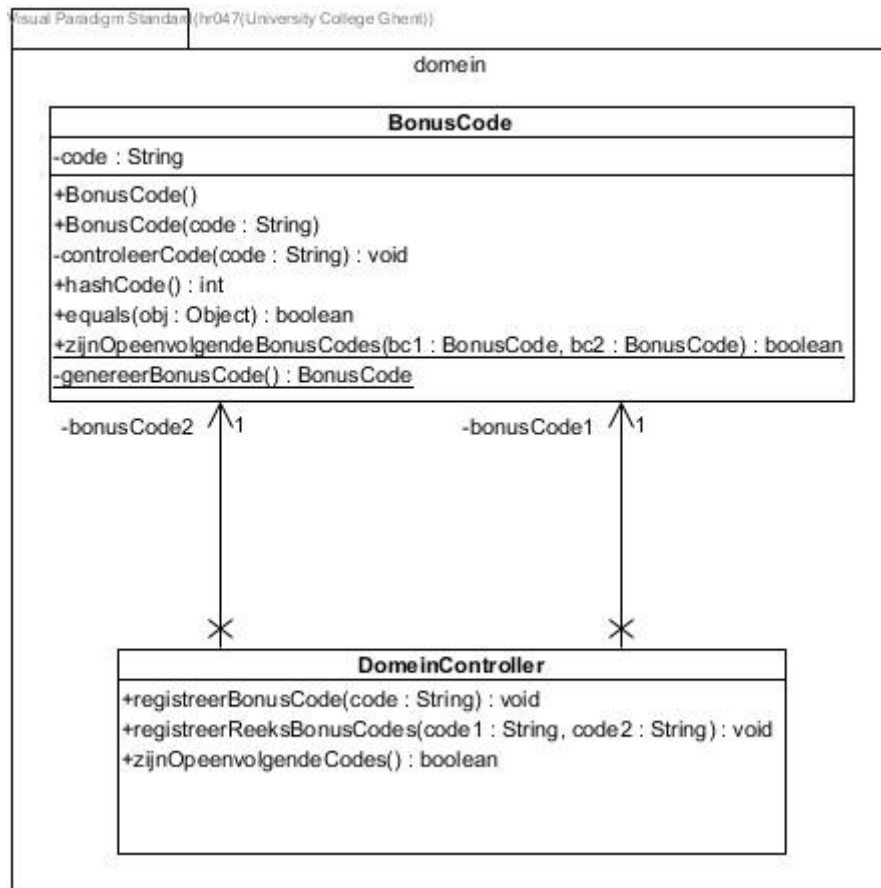 Visual Paradigm Standard(hr047(University College Ghent))
domein
BonusCode
-code : String
+BonusCode()
+BonusCode(code : String)
-controleerCode(code : String) : void
+hashCode() : int
+equals(obj : Object) : boolean
+zijnOpeenvolgendeBonusCodes(bc1 : BonusCode, bc2 : BonusCode) : boolean
-genereerBonusCode() : BonusCode
-bonusCode2 1 -bonusCode1 1
DomeinController
+registreerBonusCode(code : String) : void
+registreerReeksBonusCodes(code1 : String, code2 : String) : void
+zijnOpeenvolgendeCodes() : boolean